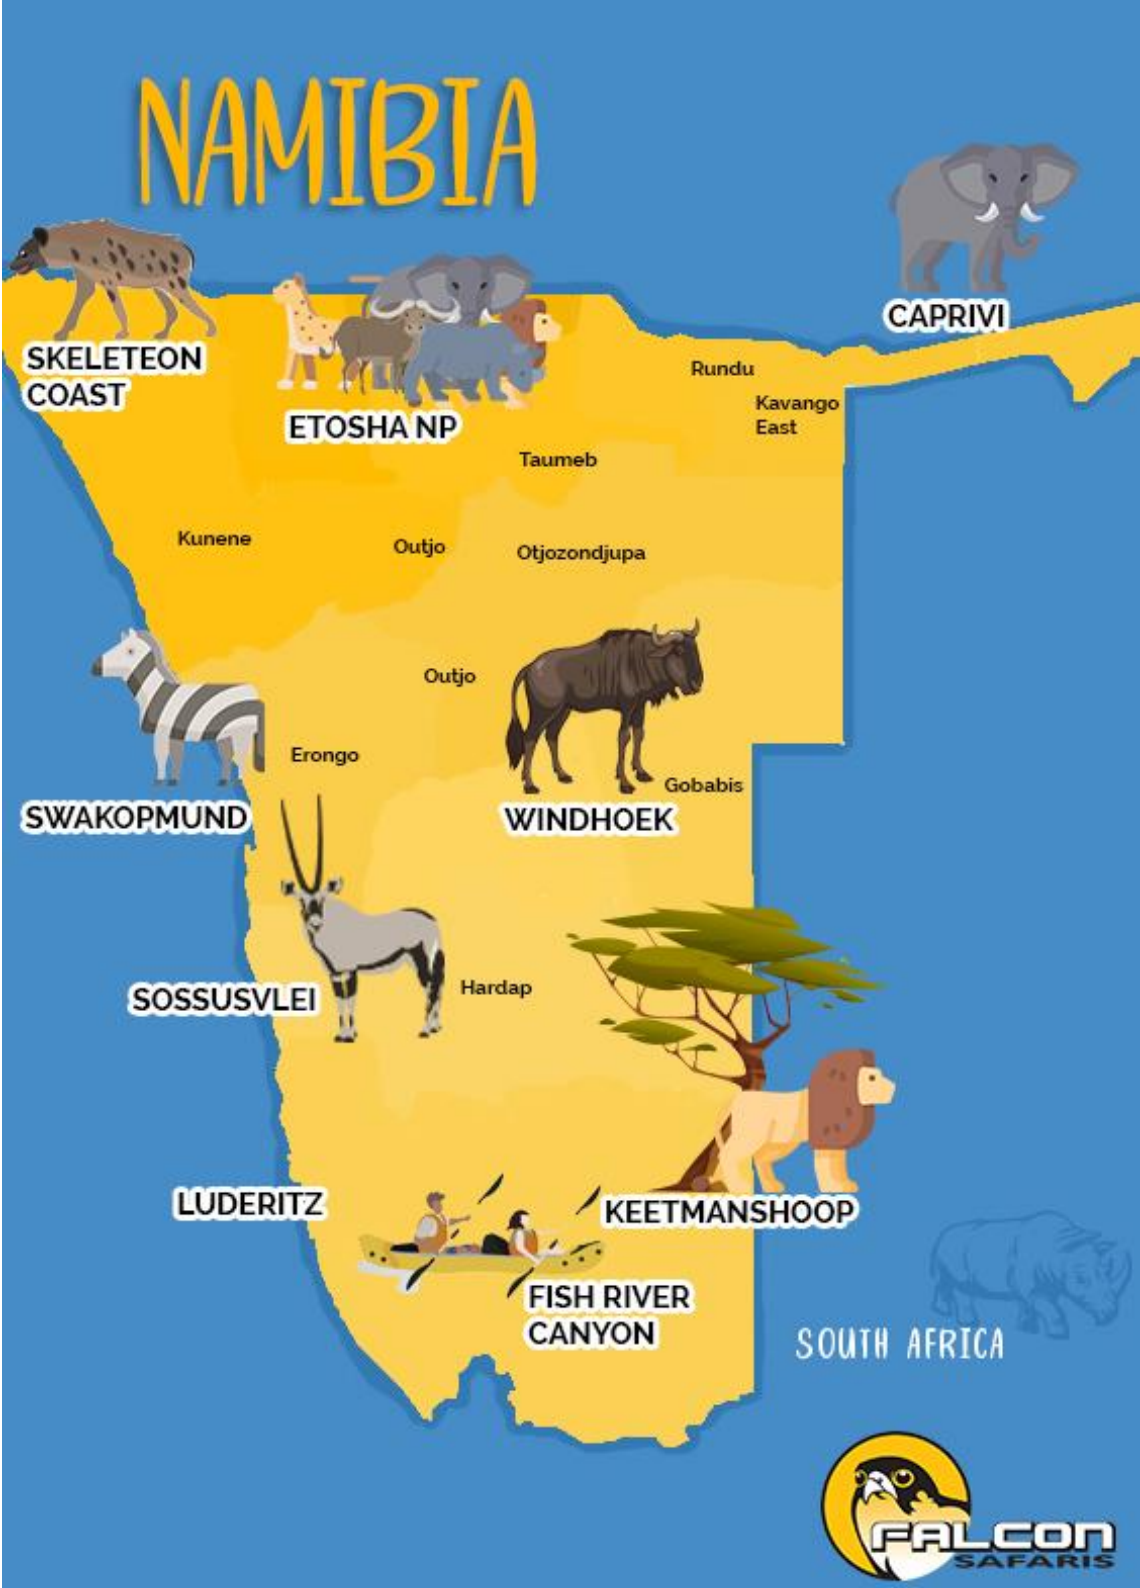 NAMIBIA
CAPRIVI
SKELETEON
COAST
ETOSHA NP
Rundu
Kavango
East
Taumeb
Kunene
Outjo
Otjozondjupa
Outjo
Erongo
Gobabis
SWAKOPMUND
WINDHOEK
SOSSUSVLEI
Hardap
LUDERITZ
KEETMANSHOOP
FISH RIVER
CANYON
SOUTH AFRICA
FALCON
SAFARIS